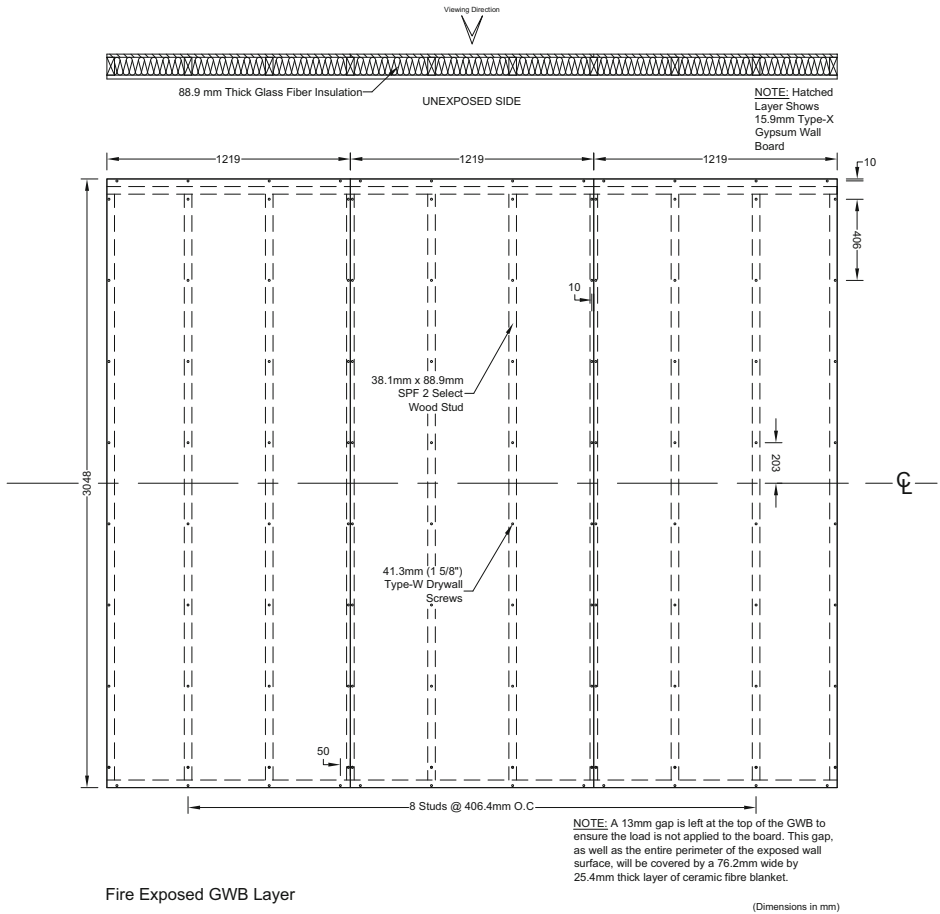 Viewing Direction
88.9 mm Thick Glass Fiber Insulation
UNEXPOSED SIDE
NOTE: Hatched
Layer Shows
15.9mm Type-X
Gypsum Wall
Board
1219
1219
1219
10
406
10
38.1mm x 88.9mm
SPF 2 Select
Wood Stud
203
3048
CL
41.3mm (1 5/8")
Type-W Drywall
Screws
50
8 Studs @ 406.4mm O.C
NOTE: A 13mm gap is left at the top of the GWB to
ensure the load is not applied to the board. This gap,
as well as the entire perimeter of the exposed wall
surface, will be covered by a 76.2mm wide by
25.4mm thick layer of ceramic fibre blanket.
Fire Exposed GWB Layer
(Dimensions in mm)